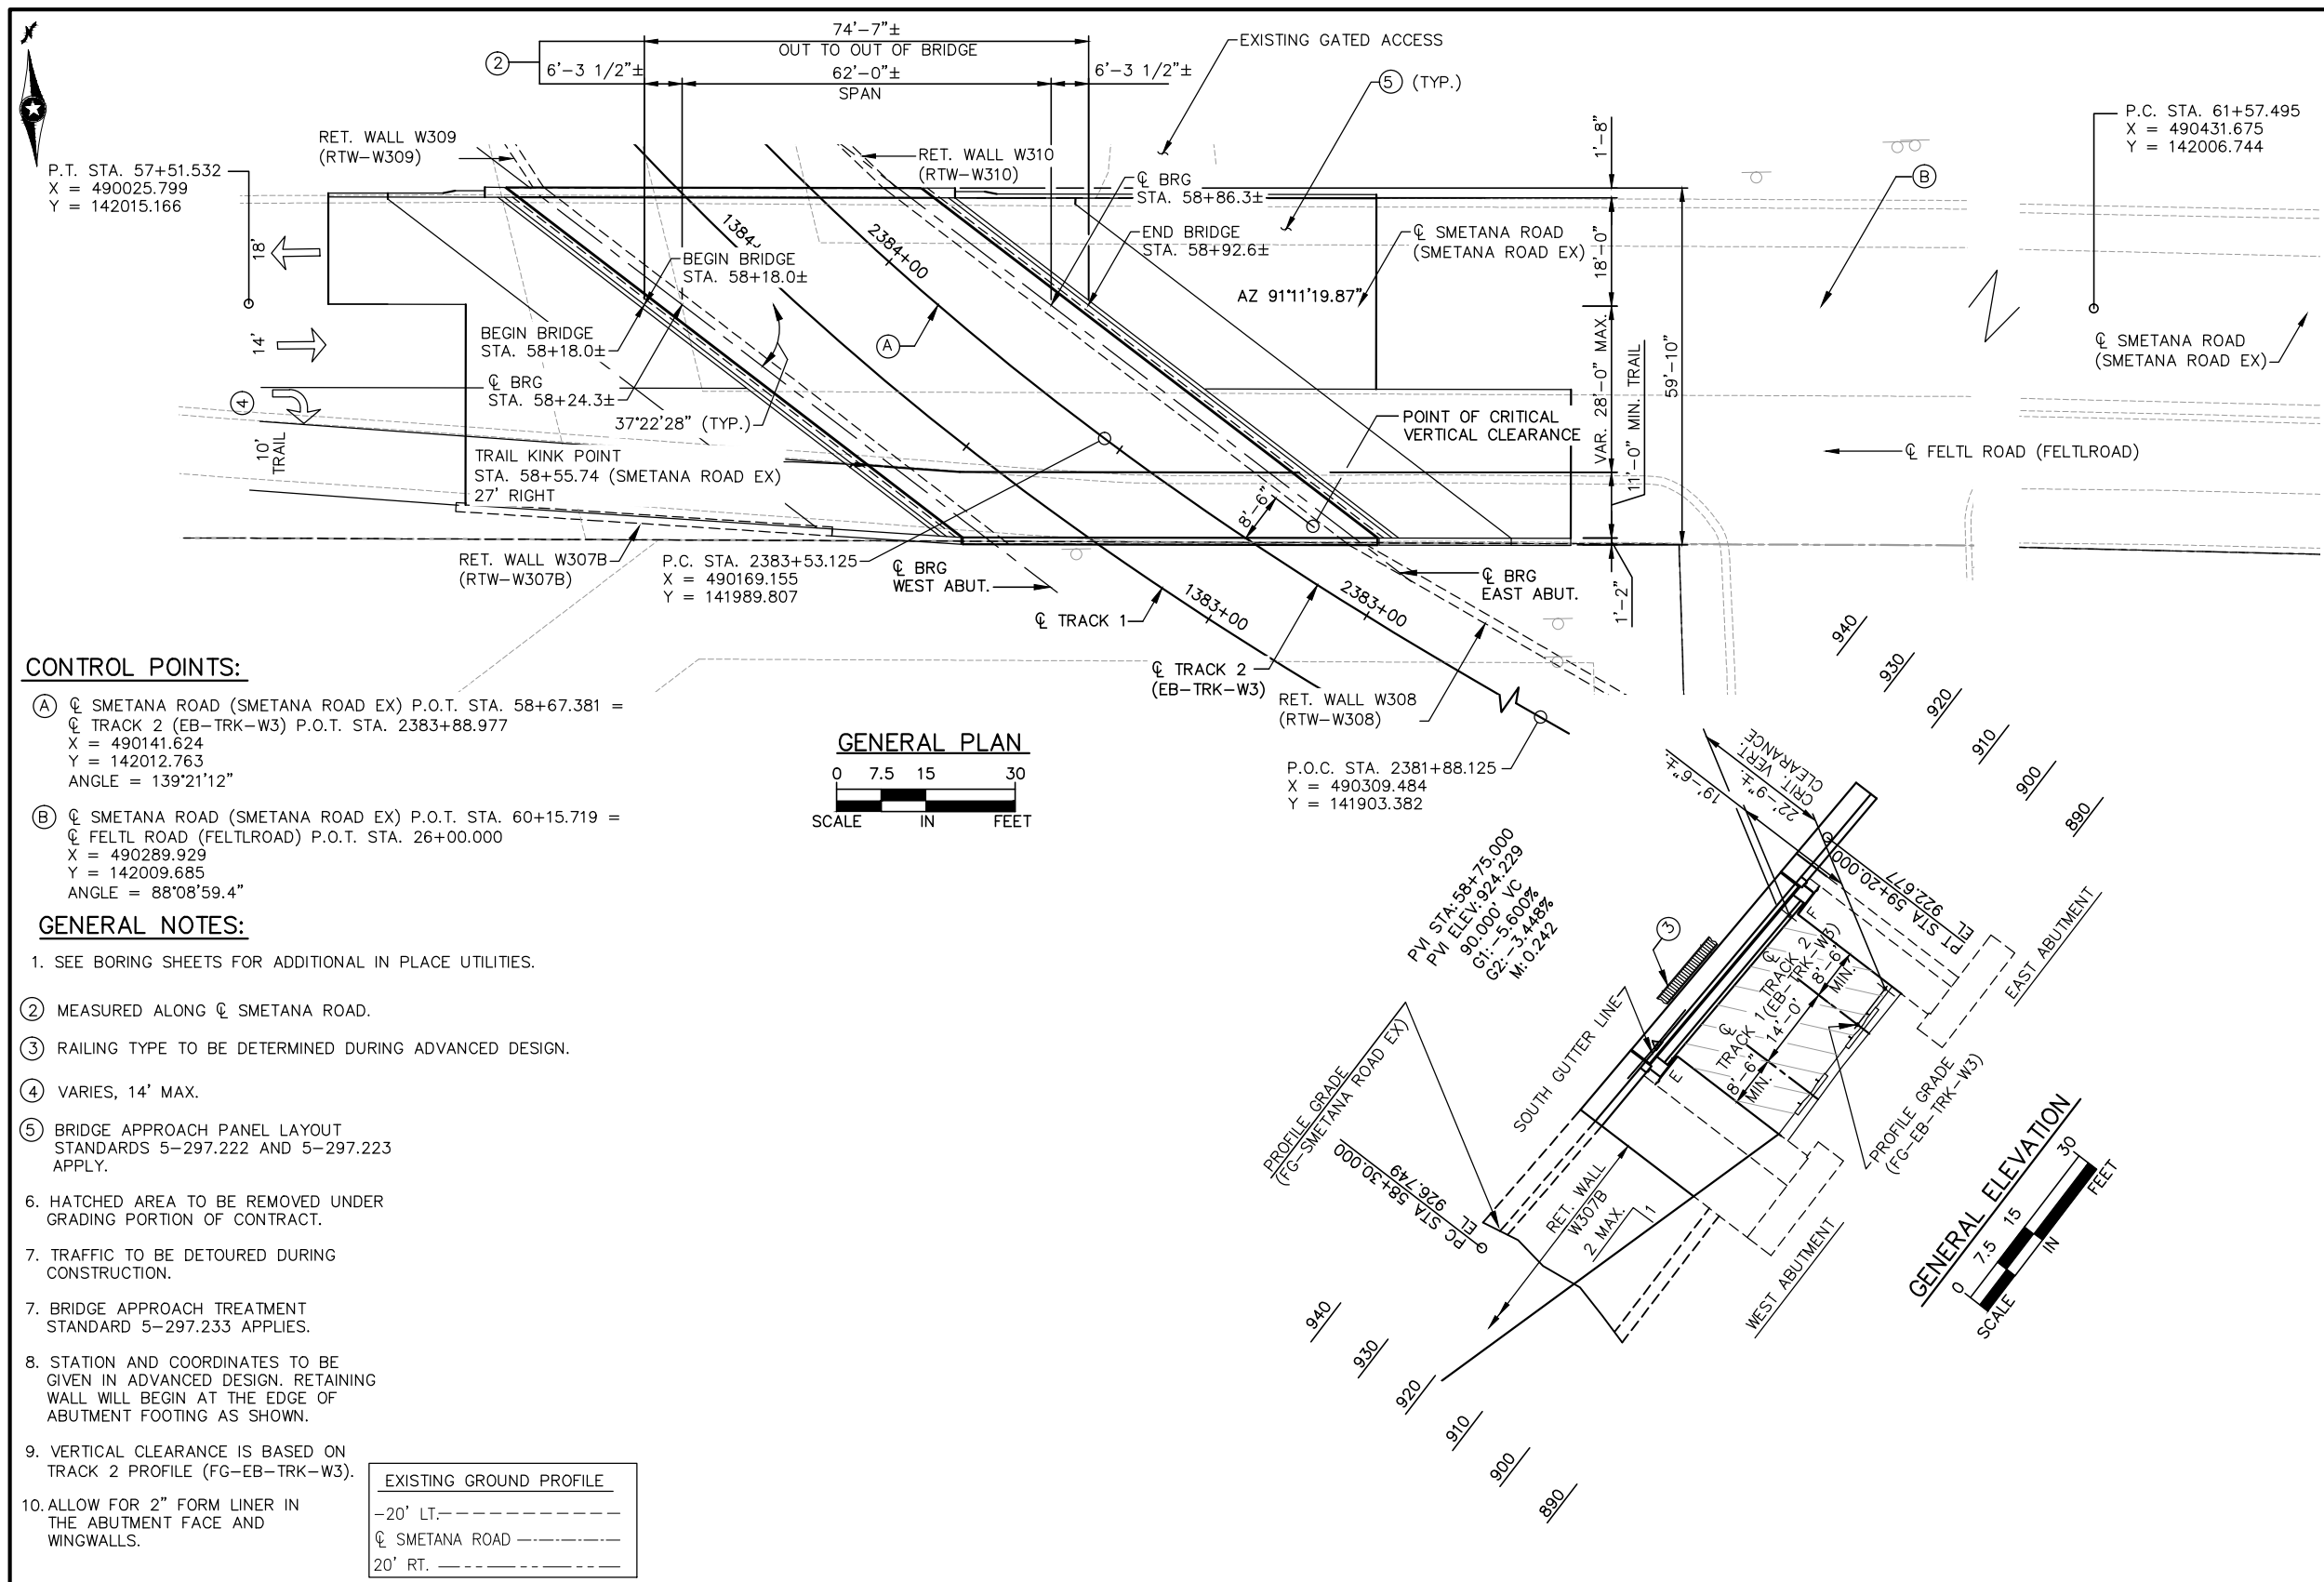 74'-7"±
OUT TO OUT OF BRIDGE
2
6'-3 1/2"±
62'-0"±
SPAN
6'-3 1/2"±
EXISTING GATED ACCESS
5 (TYP.)
P.C. STA. 61+57.495
X = 490431.675
Y = 142006.744
RET. WALL W309
(RTW-W309)
RET. WALL W310
(RTW-W310)
P.T. STA. 57+51.532
X = 490025.799
Y = 142015.166
℄ BRG
STA. 58+86.3±
1'-8"
B
18'
1384
2384+00
BEGIN BRIDGE
STA. 58+18.0±
END BRIDGE
STA. 58+92.6±
℄ SMETANA ROAD
(SMETANA ROAD EX)
18'-0"
AZ 91°11'19.87"
14'
BEGIN BRIDGE
STA. 58+18.0±
A
℄ SMETANA ROAD
(SMETANA ROAD EX)
℄ BRG
STA. 58+24.3±
4
37°22'28" (TYP.)
VAR. 28'-0" MAX.
11'-0" MIN. TRAIL
59'-10"
POINT OF CRITICAL
VERTICAL CLEARANCE
10'
TRAIL
TRAIL KINK POINT
STA. 58+55.74 (SMETANA ROAD EX)
27' RIGHT
℄ FELTL ROAD (FELTLROAD)
8'-6"
RET. WALL W307B
(RTW-W307B)
P.C. STA. 2383+53.125
X = 490169.155
Y = 141989.807
℄ BRG
WEST ABUT.
℄ BRG
EAST ABUT.
1'-2"
℄ TRACK 1
1383+00
2383+00
℄ TRACK 2
(EB-TRK-W3)
RET. WALL W308
(RTW-W308)
P.O.C. STA. 2381+88.125
X = 490309.484
Y = 141903.382
GENERAL PLAN
0 7.5 15 30
SCALE IN FEET
CONTROL POINTS:
A ℄ SMETANA ROAD (SMETANA ROAD EX) P.O.T. STA. 58+67.381 =
℄ TRACK 2 (EB-TRK-W3) P.O.T. STA. 2383+88.977
X = 490141.624
Y = 142012.763
ANGLE = 139°21'12"
B ℄ SMETANA ROAD (SMETANA ROAD EX) P.O.T. STA. 60+15.719 =
℄ FELTL ROAD (FELTLROAD) P.O.T. STA. 26+00.000
X = 490289.929
Y = 142009.685
ANGLE = 88°08'59.4"
GENERAL NOTES:
1. SEE BORING SHEETS FOR ADDITIONAL IN PLACE UTILITIES.
2 MEASURED ALONG ℄ SMETANA ROAD.
3 RAILING TYPE TO BE DETERMINED DURING ADVANCED DESIGN.
4 VARIES, 14' MAX.
5 BRIDGE APPROACH PANEL LAYOUT
STANDARDS 5-297.222 AND 5-297.223
APPLY.
6. HATCHED AREA TO BE REMOVED UNDER
GRADING PORTION OF CONTRACT.
7. TRAFFIC TO BE DETOURED DURING
CONSTRUCTION.
7. BRIDGE APPROACH TREATMENT
STANDARD 5-297.233 APPLIES.
8. STATION AND COORDINATES TO BE
GIVEN IN ADVANCED DESIGN. RETAINING
WALL WILL BEGIN AT THE EDGE OF
ABUTMENT FOOTING AS SHOWN.
9. VERTICAL CLEARANCE IS BASED ON
TRACK 2 PROFILE (FG-EB-TRK-W3).
10. ALLOW FOR 2" FORM LINER IN
THE ABUTMENT FACE AND
WINGWALLS.
EXISTING GROUND PROFILE
-20' LT.
℄ SMETANA ROAD
20' RT.
940
930
920
910
900
890
CRIT. VERT.
CLEARANCE
22'-9"±
19'-6"±
PVI STA: 58+75.000
PVI ELEV: 924.229
90.000' VC
G1: -5.600%
G2: -3.448%
M: 0.242
PT STA 59+20.000
EL 922.677
EAST ABUTMENT
3
F
℄ TRACK 2
(EB-TRK-W3)
8'-6"
MIN.
14'-0'
℄ TRACK 1
8'-6"
MIN.
E
SOUTH GUTTER LINE
PROFILE GRADE
(FG-SMETANA ROAD EX)
PROFILE GRADE
(FG-EB-TRK-W3)
PC STA 58+30.000
EL 926.749
RET. WALL
W307B
2 MAX.
1
WEST ABUTMENT
940
930
920
910
900
890
GENERAL ELEVATION
0 7.5 15 30
SCALE IN FEET